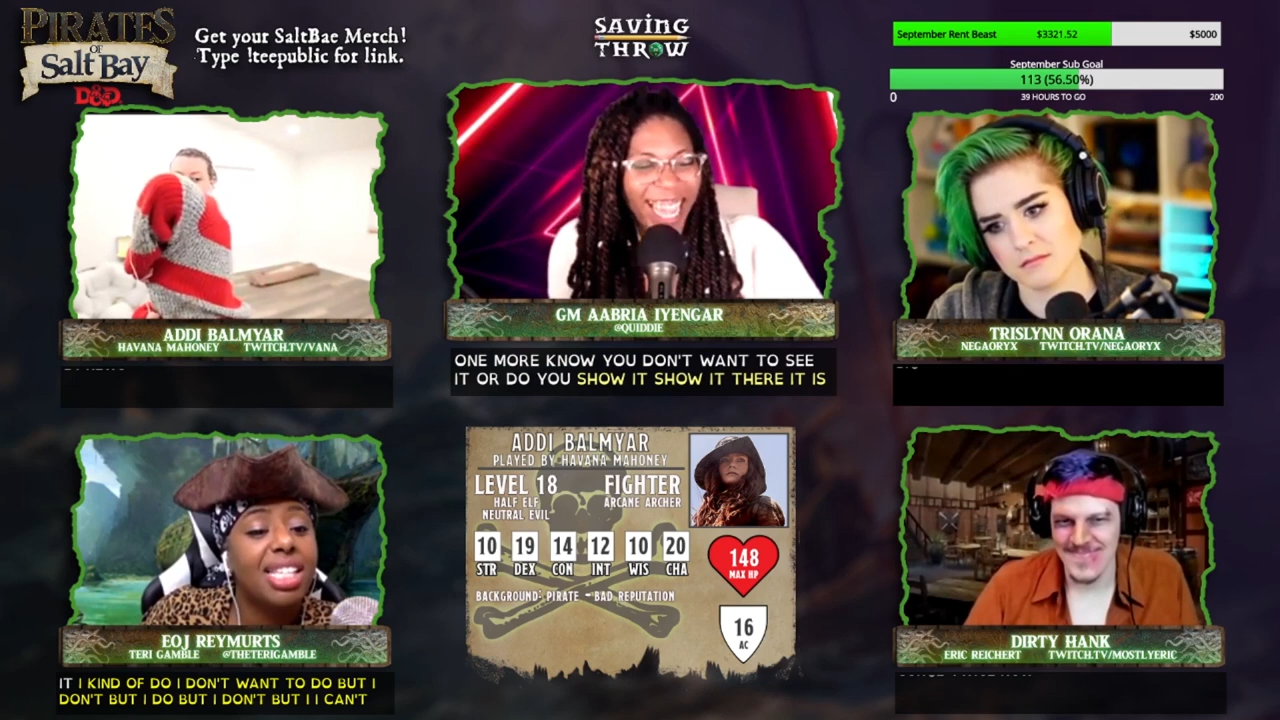 PIRATES
OF
Salt Bay
D&D
Get your SaltBae Merch!
Type !teepublic for link.
SAVING
THROW
September Rent Beast $3321.52 $5000
September Sub Goal
113 (56.50%)
0 39 HOURS TO GO 200
ADDI BALMYAR
HAVANA MAHONEY TWITCH.TV/VANA
GM AABRIA IYENGAR
@QUIDDIE
ONE MORE KNOW YOU DON'T WANT TO SEE
IT OR DO YOU SHOW IT SHOW IT THERE IT IS
TRISLYNN ORANA
NEGAORYX TWITCH.TV/NEGAORYX
ADDI BALMYAR
PLAYED BY HAVANA MAHONEY
LEVEL 18 FIGHTER
HALF ELF ARCANE ARCHER
NEUTRAL EVIL
10 19 14 12 10 20
STR DEX CON INT WIS CHA
148
MAX HP
BACKGROUND: PIRATE - BAD REPUTATION
16
AC
EOJ REYMURTS
TERI GAMBLE @THETERIGAMBLE
IT I KIND OF DO I DON'T WANT TO DO BUT I
DON'T BUT I DO BUT I DON'T BUT I I CAN'T
DIRTY HANK
ERIC REICHERT TWITCH.TV/MOSTLYERIC